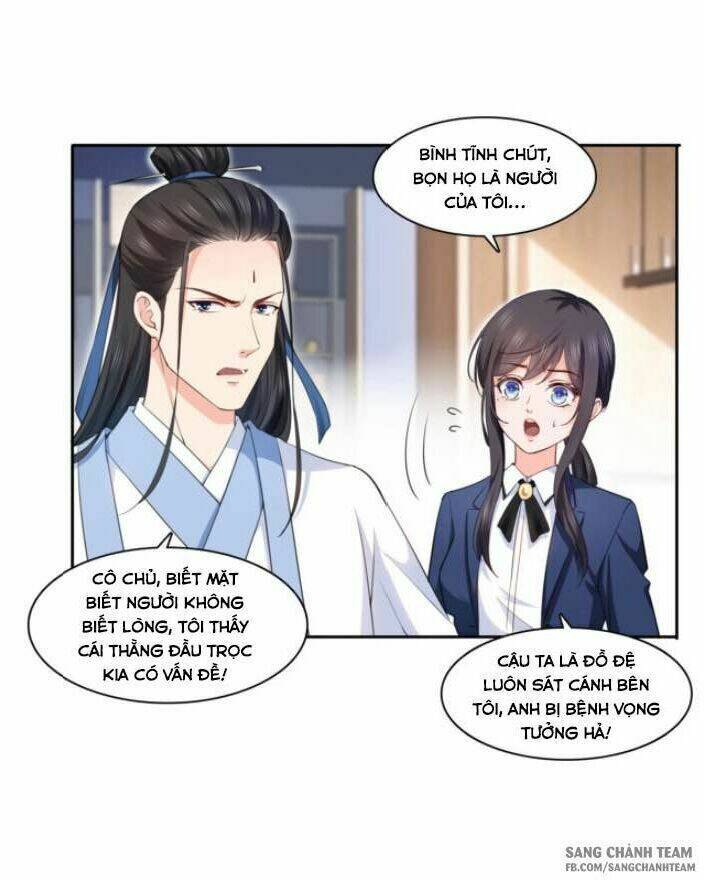 BÌNH TĨNH CHÚT,
BỌN HỌ LÀ NGƯỜI
CỦA TÔI...
CÔ CHỦ, BIẾT MẶT
BIẾT NGƯỜI KHÔNG
BIẾT LÒNG, TÔI THẤY
CÁI THẰNG ĐẦU TRỌC
KIA CÓ VẤN ĐỀ!
CẬU TA LÀ ĐỒ ĐỆ
LUÔN SÁT CÁNH BÊN
TÔI, ANH BỊ BỆNH VỌNG
TƯỞNG HẢ!
SANG CHẢNH TEAM
FB.COM/SANGCHANHTEAM